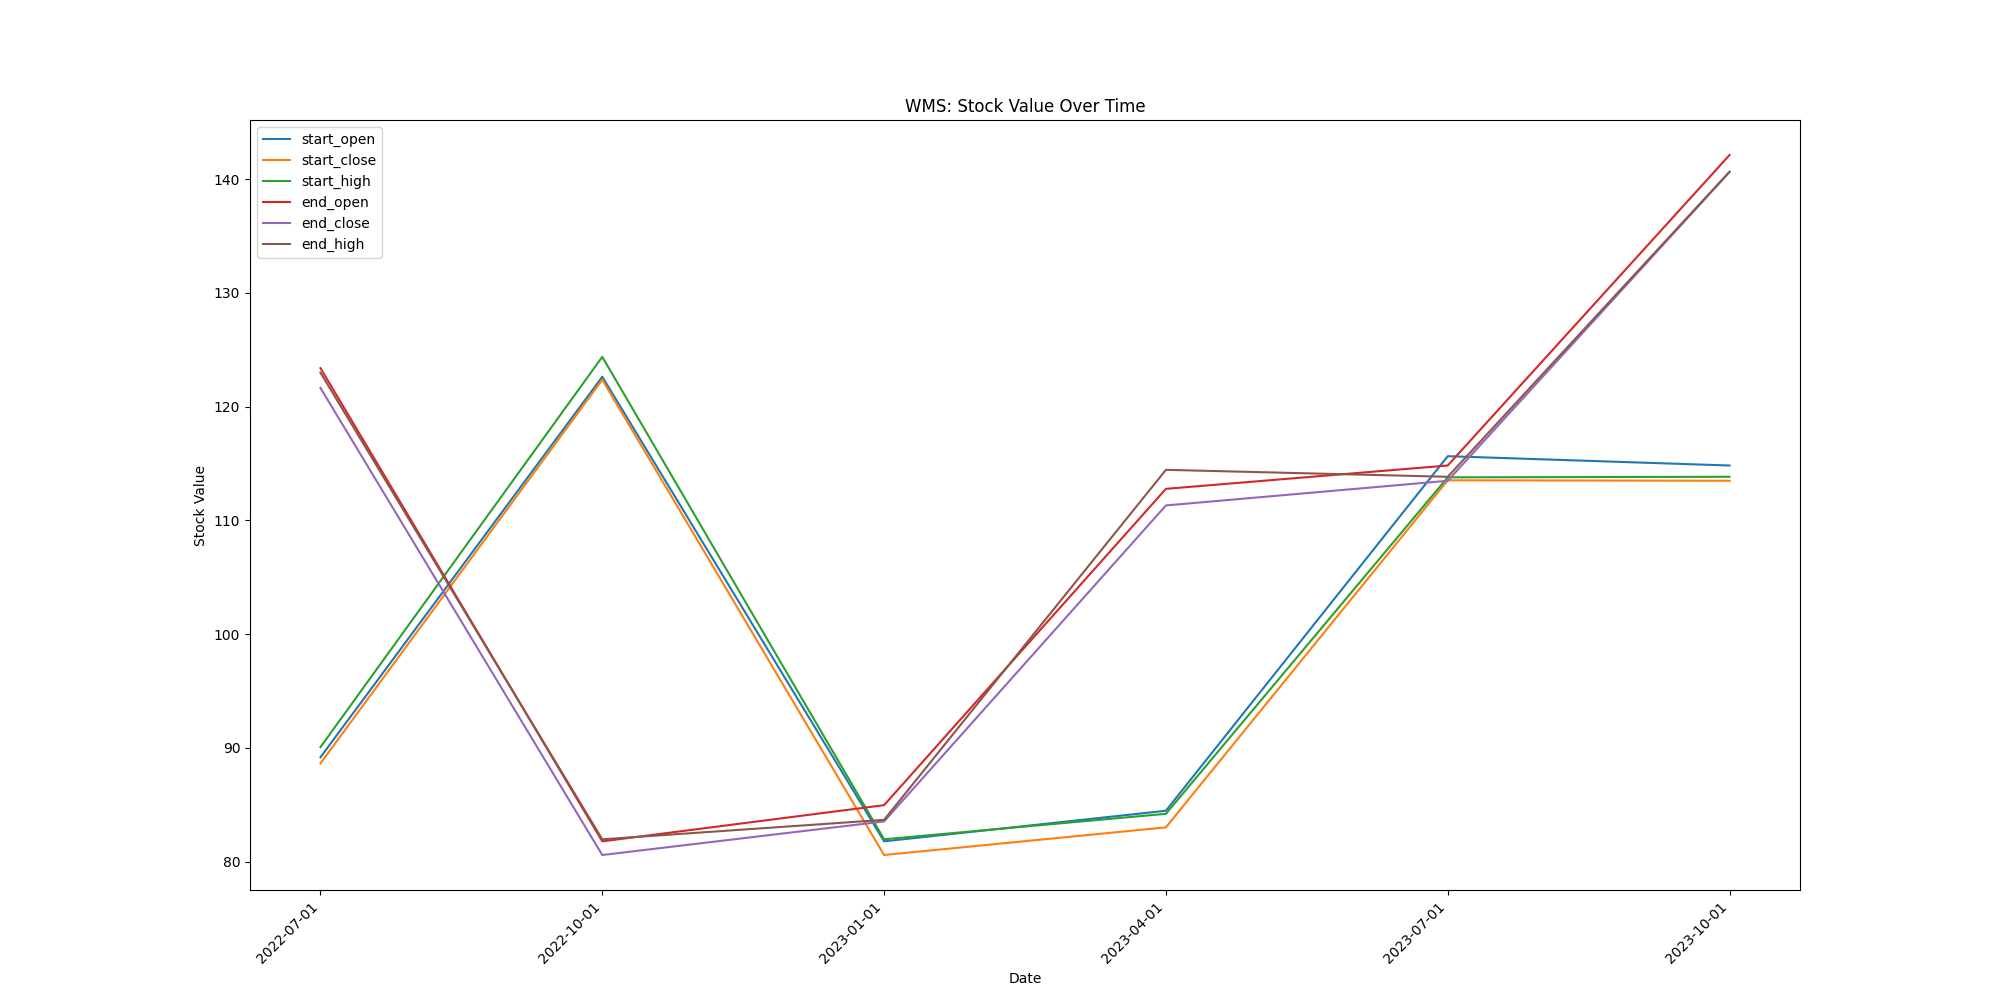 WMS: Stock Value Over Time
start_open
start_close
start_high
end_open
end_close
end_high
Stock Value
140
130
120
110
100
90
80
2022-07-01
2022-10-01
2023-01-01
2023-04-01
2023-07-01
2023-10-01
Date